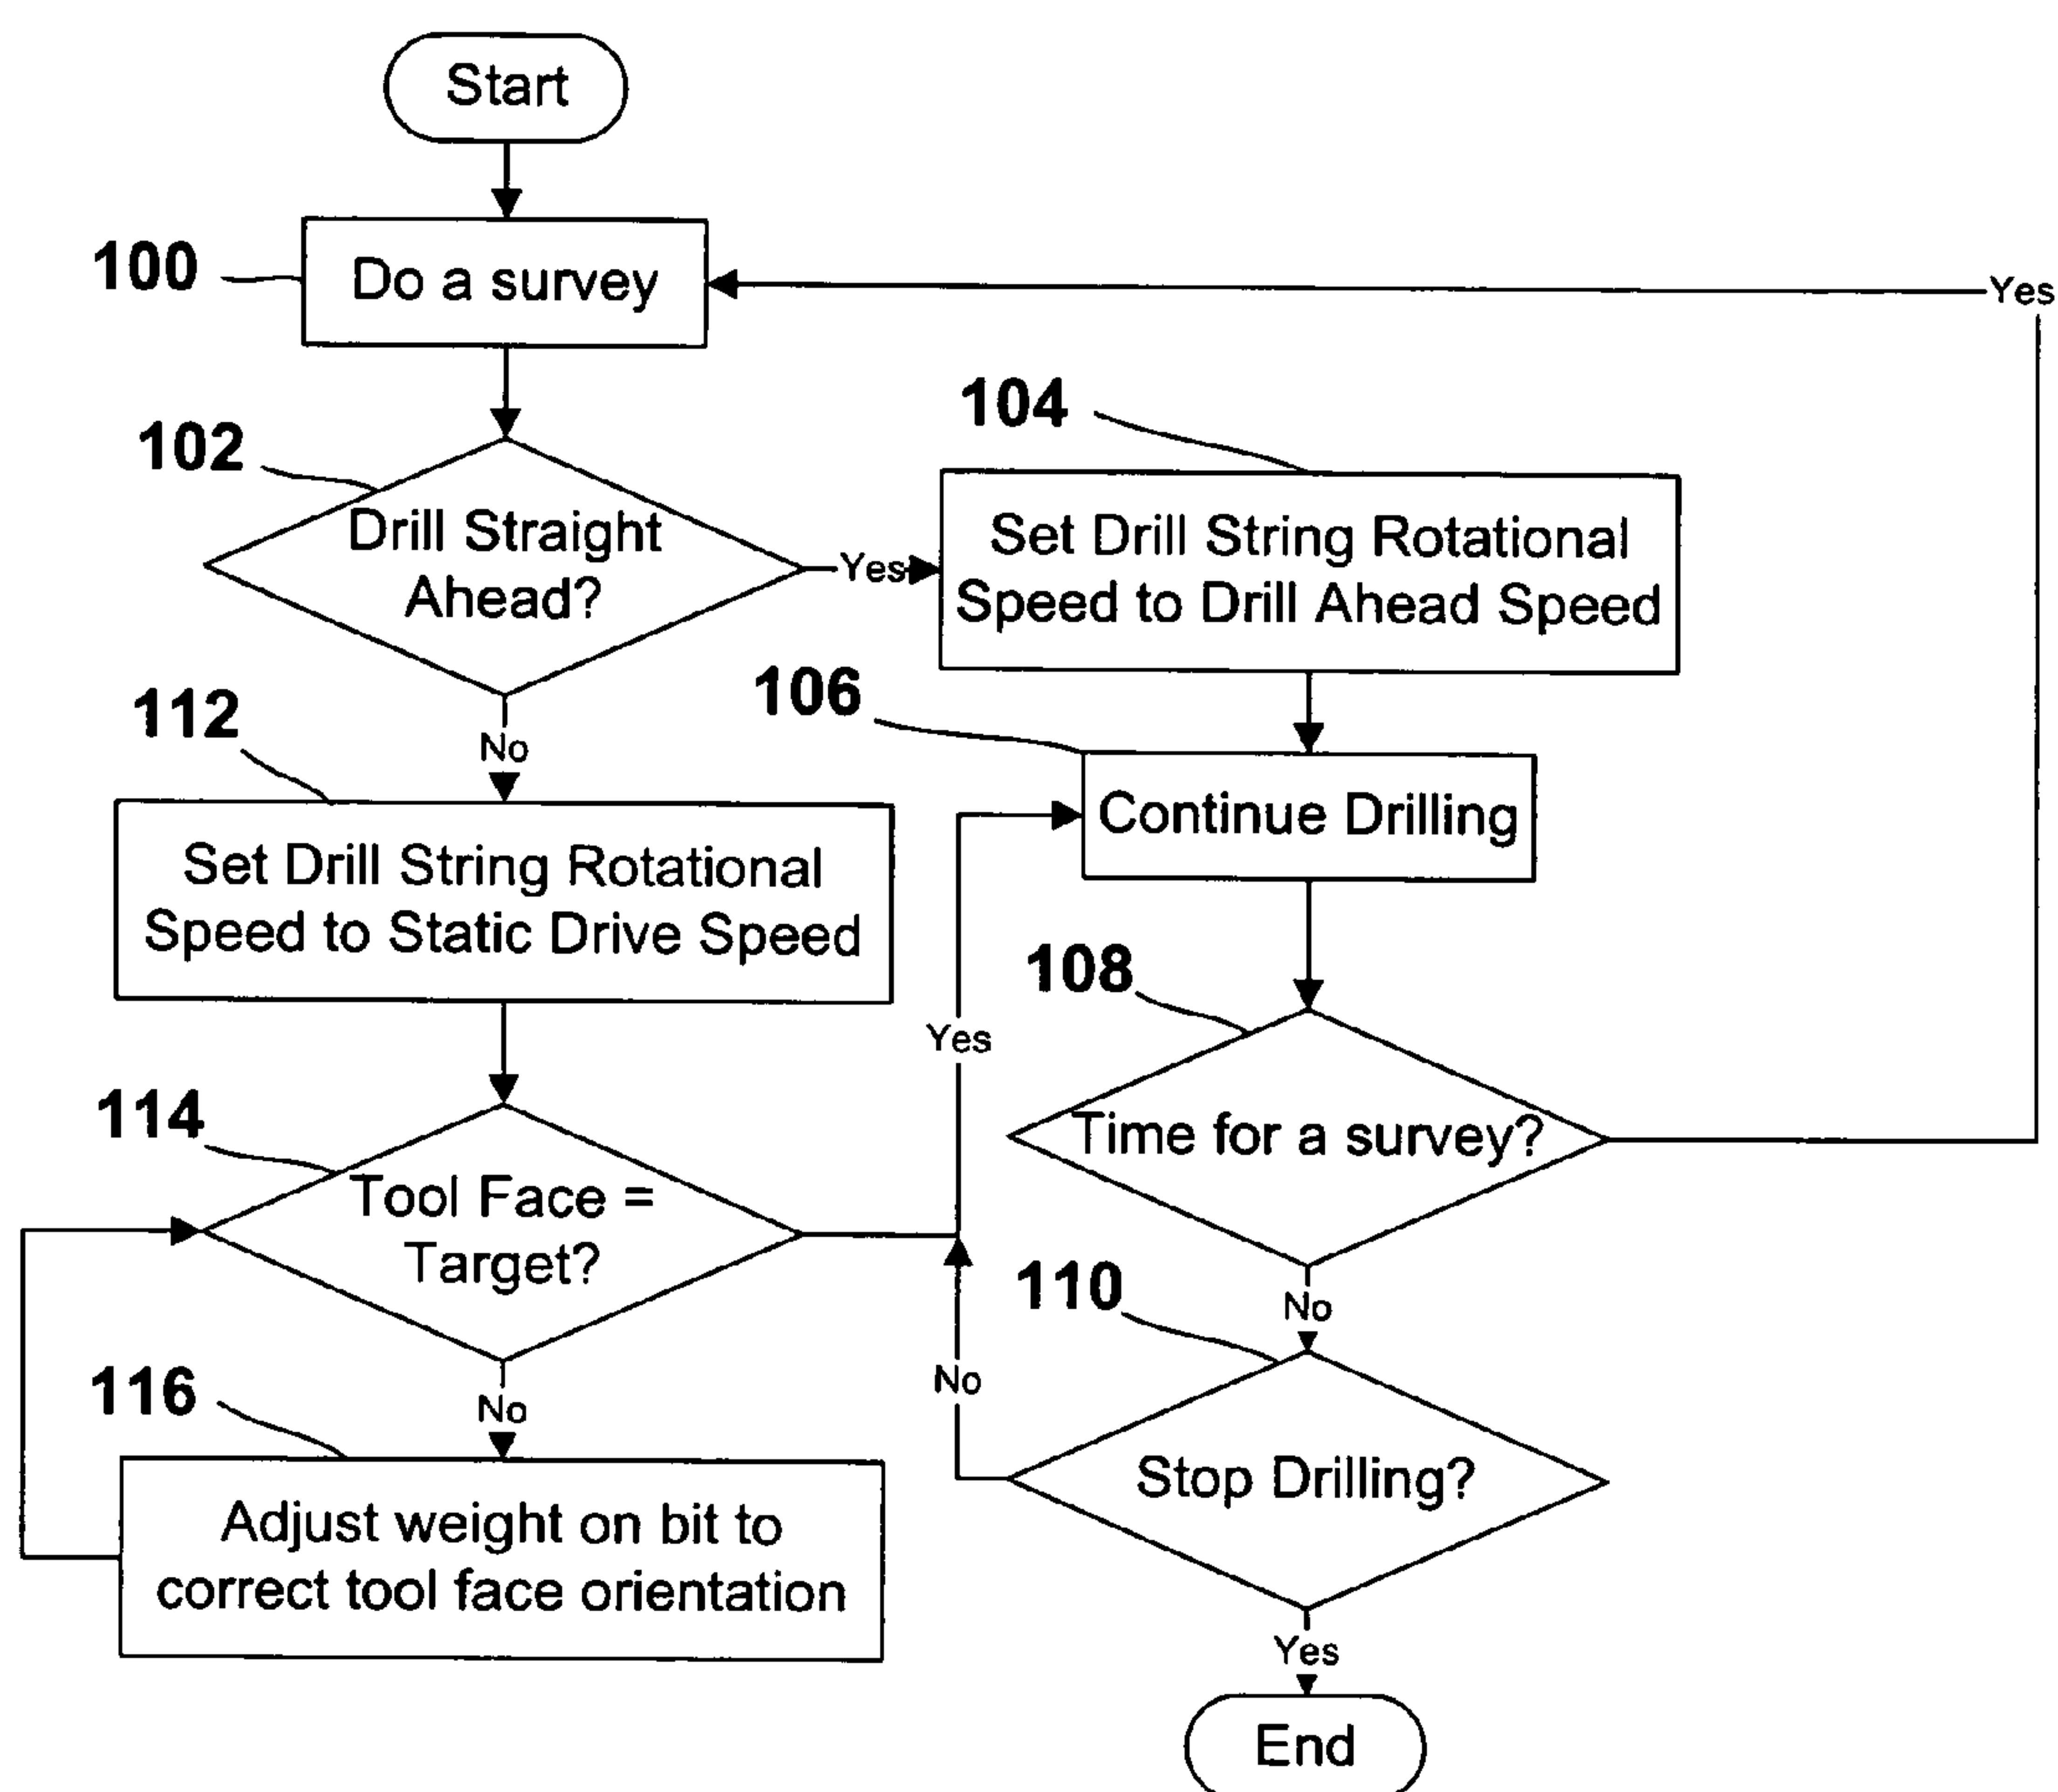 Start
100
Do a survey
Yes
102
Drill Straight
Ahead?
Yes
104
Set Drill String Rotational
Speed to Drill Ahead Speed
106
Continue Drilling
No
112
Set Drill String Rotational
Speed to Static Drive Speed
108
Time for a survey?
Yes
114
Tool Face =
Target?
No
110
Stop Drilling?
No
No
116
Adjust weight on bit to
correct tool face orientation
Yes
End